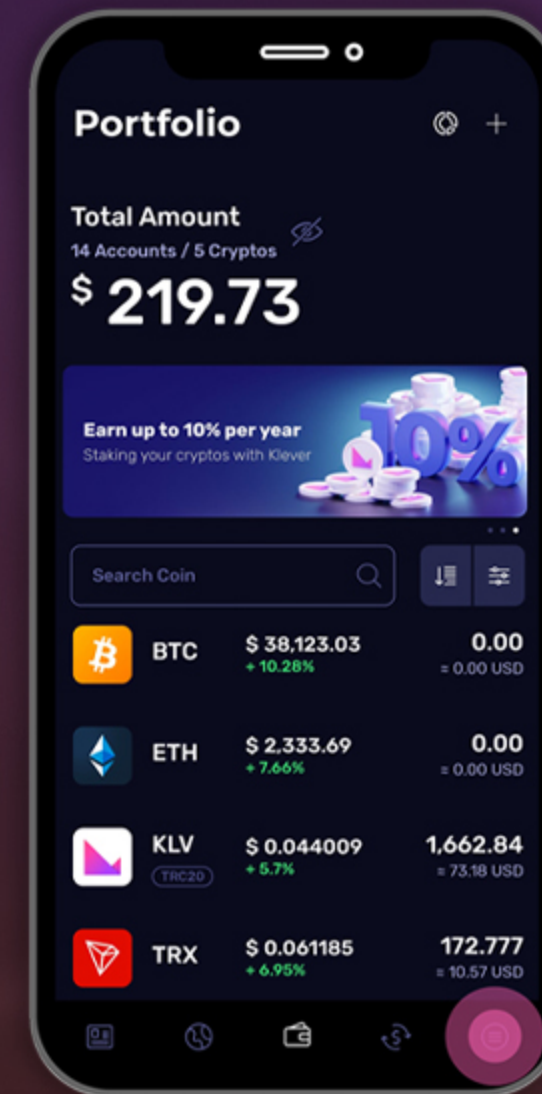 Portfolio
Total Amount
14 Accounts / 5 Cryptos
$ 219.73
Earn up to 10% per year
Staking your cryptos with Klever
10%
Search Coin
BTC $ 38,123.03 0.00
+ 10.28% = 0.00 USD
ETH $ 2,333.69 0.00
+ 7.66% = 0.00 USD
KLV $ 0.044009 1,662.84
TRC20 + 5.7% = 73.18 USD
TRX $ 0.061185 172.777
+ 6.95% = 10.57 USD